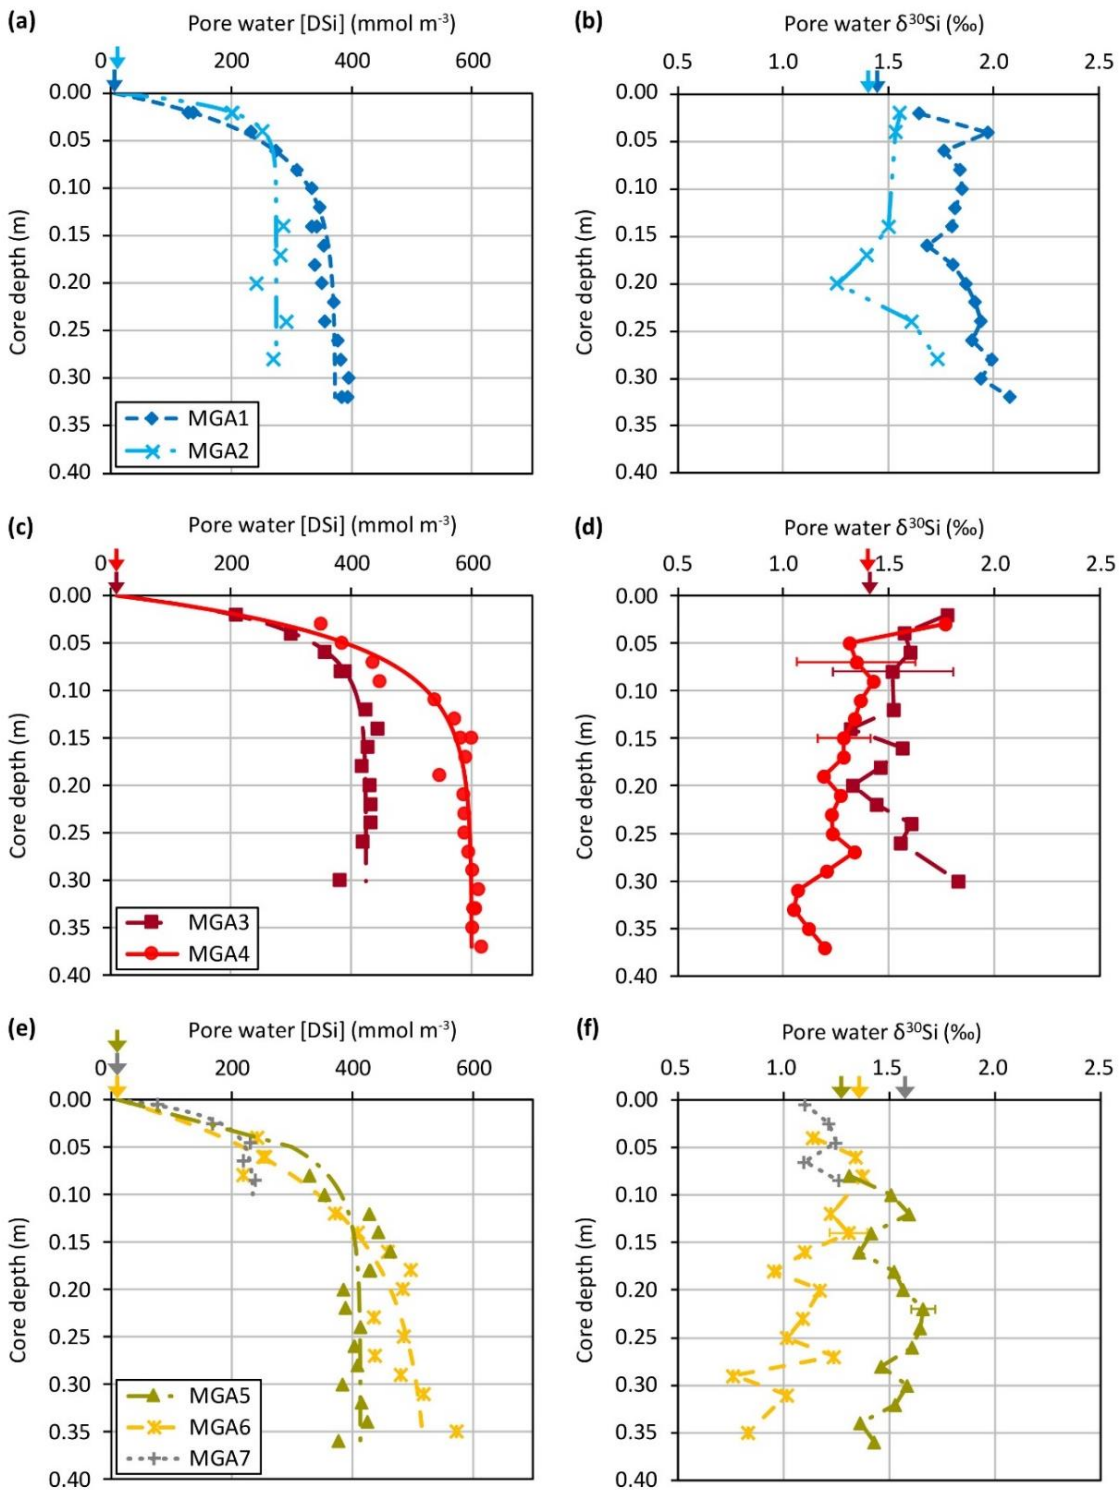 (a) Pore water [DSi] (mmol m-3)
0 200 400 600
0.00
0.05
0.10
0.15
0.20
0.25
0.30
0.35
0.40
Core depth (m)
MGA1
MGA2
(b) Pore water δ30Si (‰)
0.5 1.0 1.5 2.0 2.5
0.00
0.05
0.10
0.15
0.20
0.25
0.30
0.35
0.40
Core depth (m)
(c) Pore water [DSi] (mmol m-3)
0 200 400 600
0.00
0.05
0.10
0.15
0.20
0.25
0.30
0.35
0.40
Core depth (m)
MGA3
MGA4
(d) Pore water δ30Si (‰)
0.5 1.0 1.5 2.0 2.5
0.00
0.05
0.10
0.15
0.20
0.25
0.30
0.35
0.40
Core depth (m)
(e) Pore water [DSi] (mmol m-3)
0 200 400 600
0.00
0.05
0.10
0.15
0.20
0.25
0.30
0.35
0.40
Core depth (m)
MGA5
MGA6
MGA7
(f) Pore water δ30Si (‰)
0.5 1.0 1.5 2.0 2.5
0.00
0.05
0.10
0.15
0.20
0.25
0.30
0.35
0.40
Core depth (m)